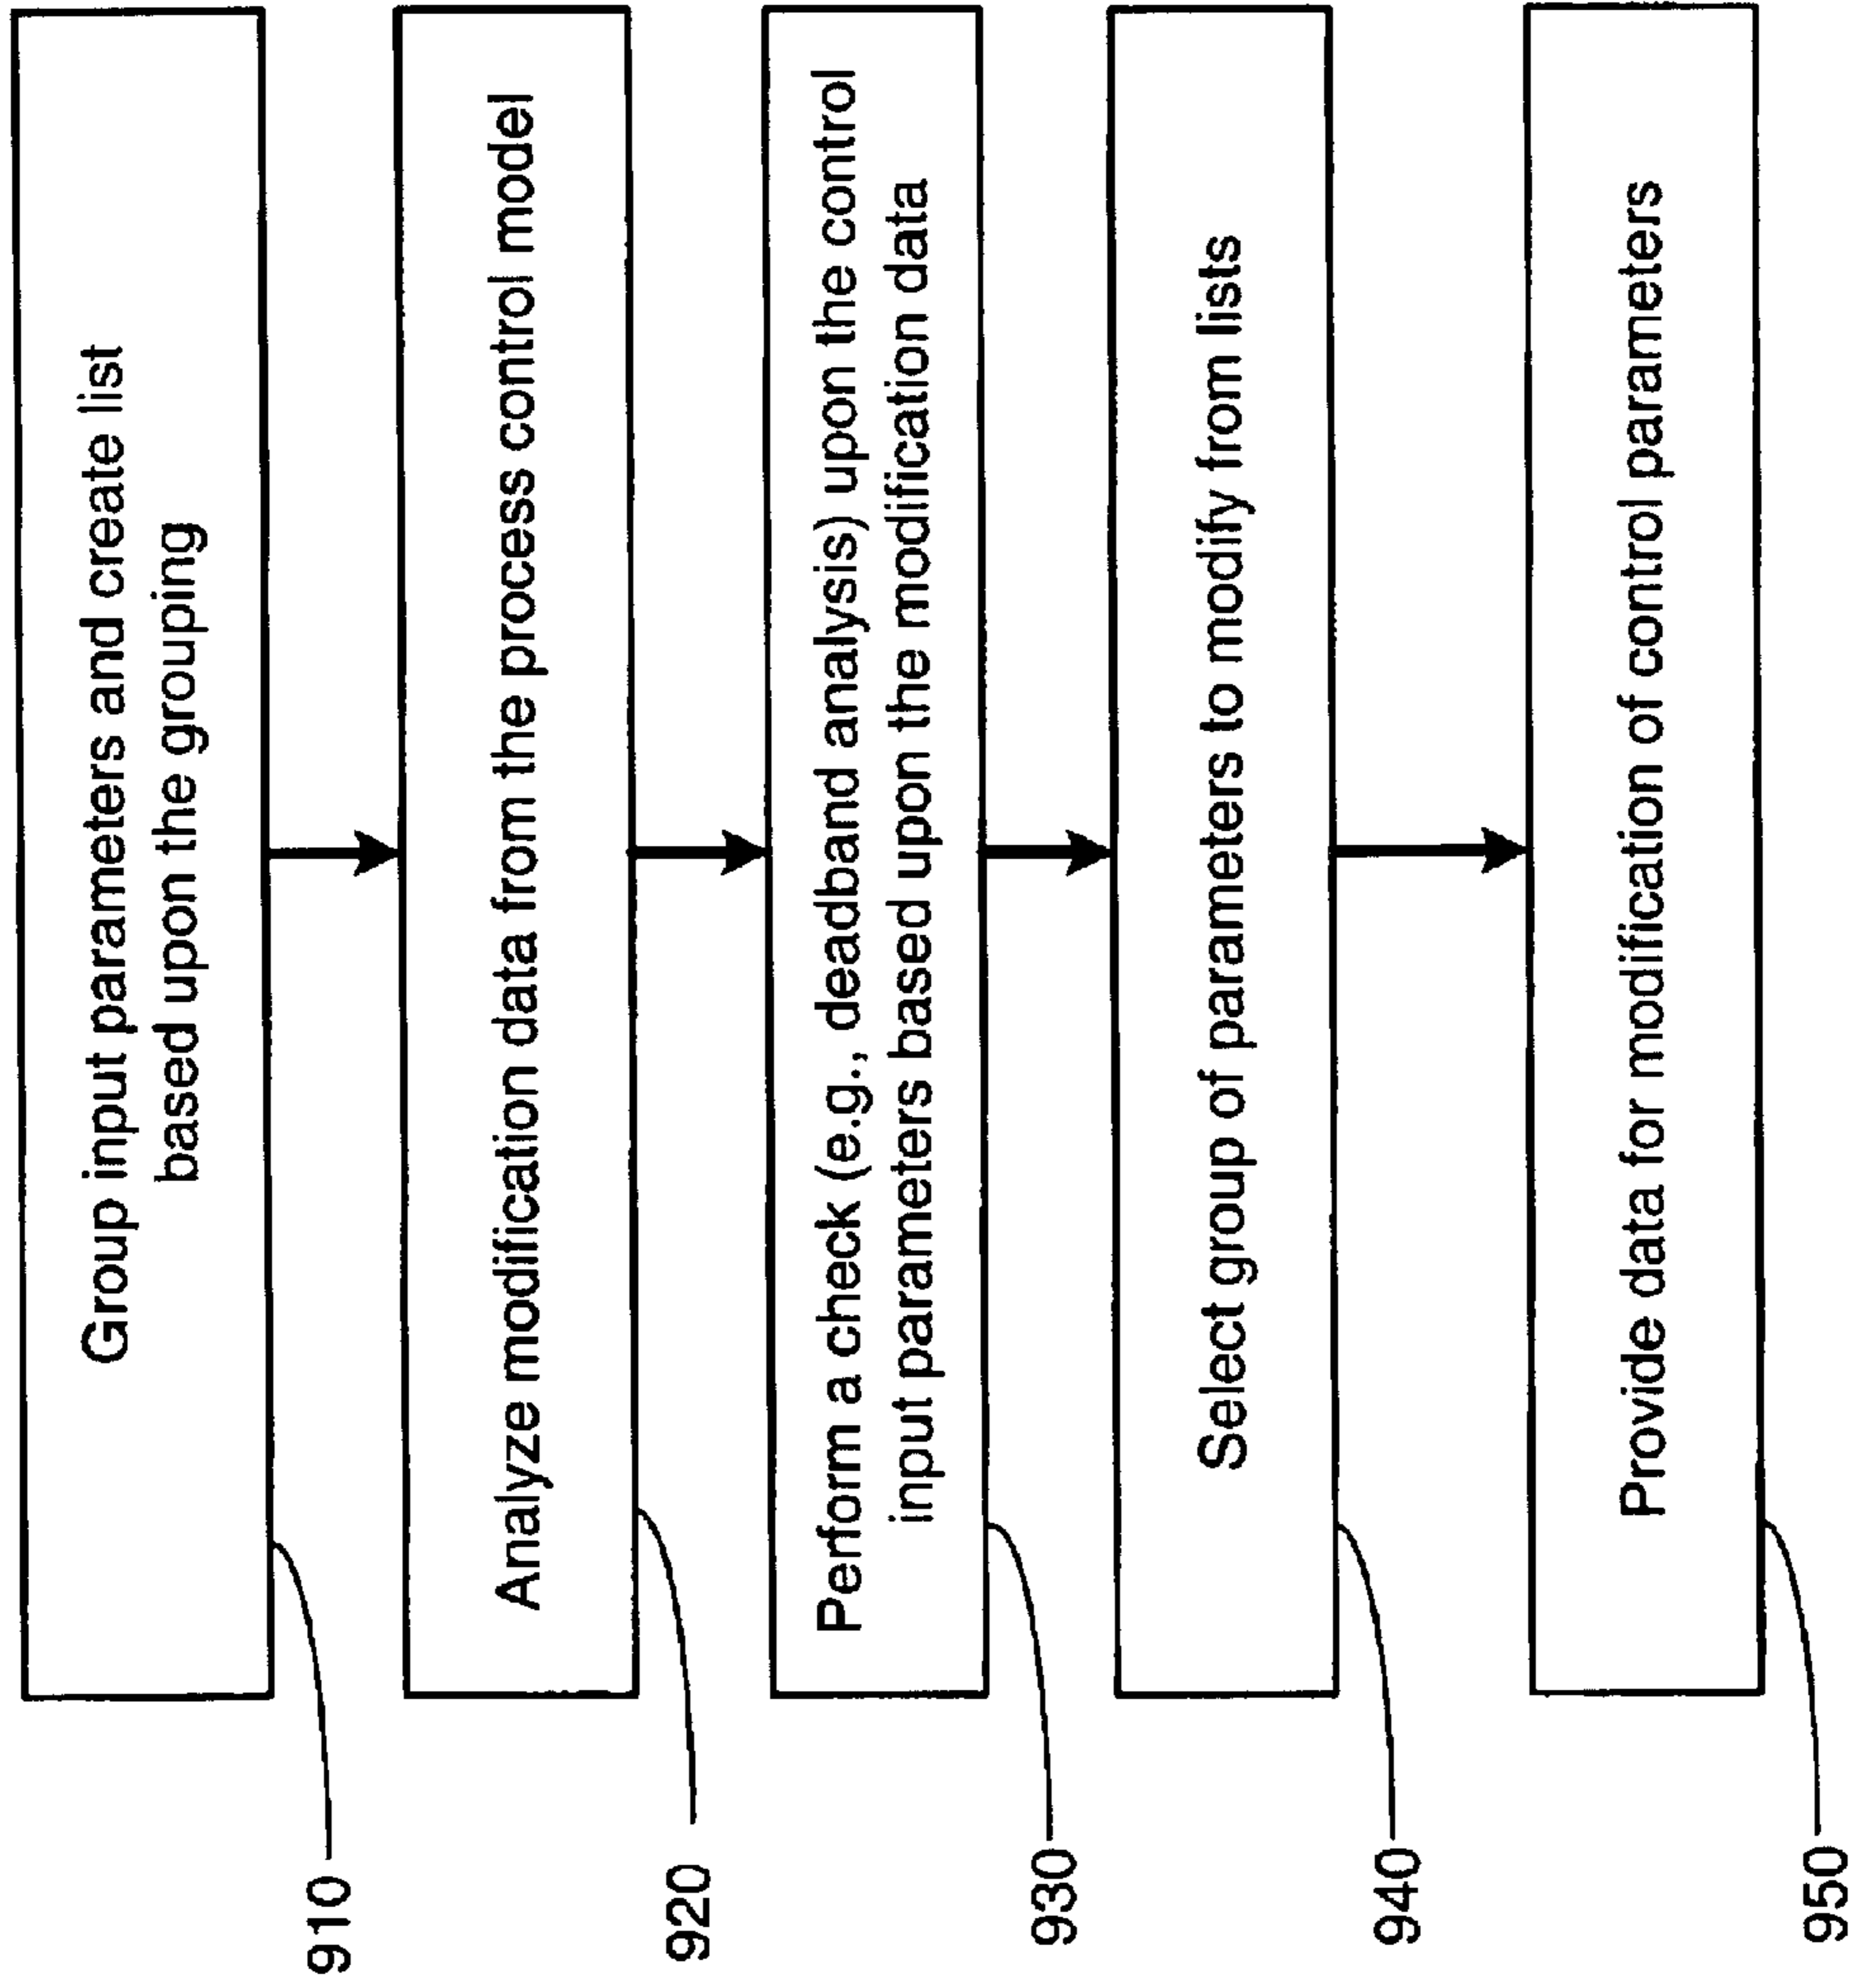 Group input parameters and create list
based upon the grouping
910
Analyze modification data from the process control model
920
Perform a check (e.g., deadband analysis) upon the control
input parameters based upon the modification data
930
Select group of parameters to modify from lists
940
Provide data for modification of control parameters
950